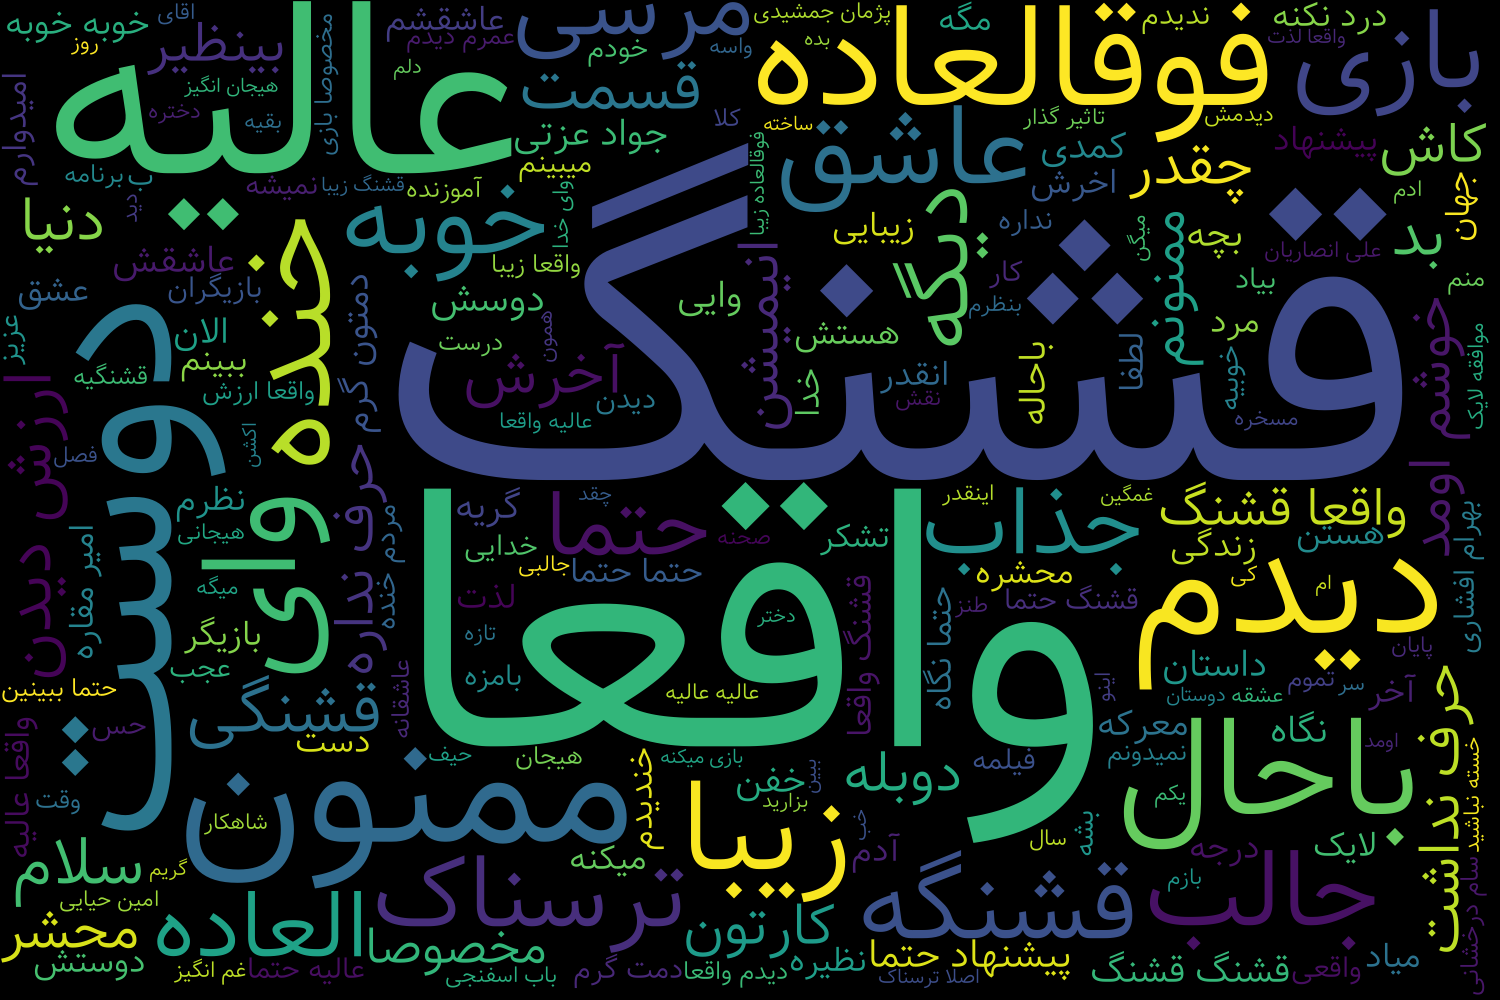 قشنگ
واقعا
عالیه
فوقالعاده
دوست
دیدم
باحال
ممنون
زیبا
ترسناک
قشنگه
جالب
العاده
خنده
وای
خوبه
عاشق
بازی
مرسی
جذاب
حتما
دیگه
چقدر
قسمت
بینظیر
کاش
بد
دنیا
خوبه خوبه
اقای
روز
عاشقشم
عمرم دیدم
مخصوصا بازی
هیجان انگیز
دلم
دختره
بقیه
امیدوارم
ب برنامه
نمیشه
قشنگ زیبا
آموزنده
دید
عاشقش
بازیگران
عشق
عزیز
الان
ببینم
قشنگیه
واقعا ارزش
دمتون گرم
ارزش دیدن
فصل
اکشن
نظرم
هیجانی
امیر مقاره
میگه
بازیگر
عجب
حتما ببینین
حس
واقعا عالیه
وقت
قشنگی
دست
عاشقانه
حیف
شاهکار
سلام
گریم
امین حیایی
محشر
دوستش
غم انگیز
عالیه حتما
مخصوصا
باب اسفنجی
دمت گرم
دیدم واقعا
کارتون
نظیره
پیشنهاد حتما
اصلا ترسناک
قشنگ قشنگ
واقعی
میاد
سام درخشانی
خسته نباشید
حرف نداشت
حرف نداره
مردم خنده
خودم
واسه
پژمان جمشیدی
بده
مگه
ندیدم
درد نکنه
واقعا لذت
دیدمش
تاثیر گذار
کلا
ساخته
جواد عزتی
میبینم
فوقالعاده زیبا
وای خدا
واقعا زیبا
کمدی
اخرش
پیشنهاد
جهان
ادم
علی انصاریان
منم
بیاد
بچه
میگن
ممنونم
نداره
کار
بنظرم
زیبایی
انیمیشن
وایی
دوسش
همون
درست
آخرش
دیدن
عالیه واقعا
هستش
انقدر
نقش
خدا
باحاله
لطفا
مرد
خوبیه
مسخره
خوشم اومد
موافقه لایک
بهرام افشاری
واقعا قشنگ
هستن
زندگی
غمگین
اینقدر
محشره
کی
ام
طنز
قشنگ حتما
حتما نگاه
قشنگ واقعا
تشکر
صحنه
چقد
گریه
خدایی
جالبی
حتما حتما
لذت
تازه
بامزه
دختر
عالیه عالیه
هیجان
بازی میکنه
خندیدم
میکنه
خفن
ببین
بزارید
دوبله
فیلمه
خب
آدم
سال
بشه
معرکه
نمیدونم
اینو
داستان
دوستان
عشقه
تموم
سر
آخر
پایان
نگاه
اومد
یکم
لایک
درجه
بازم